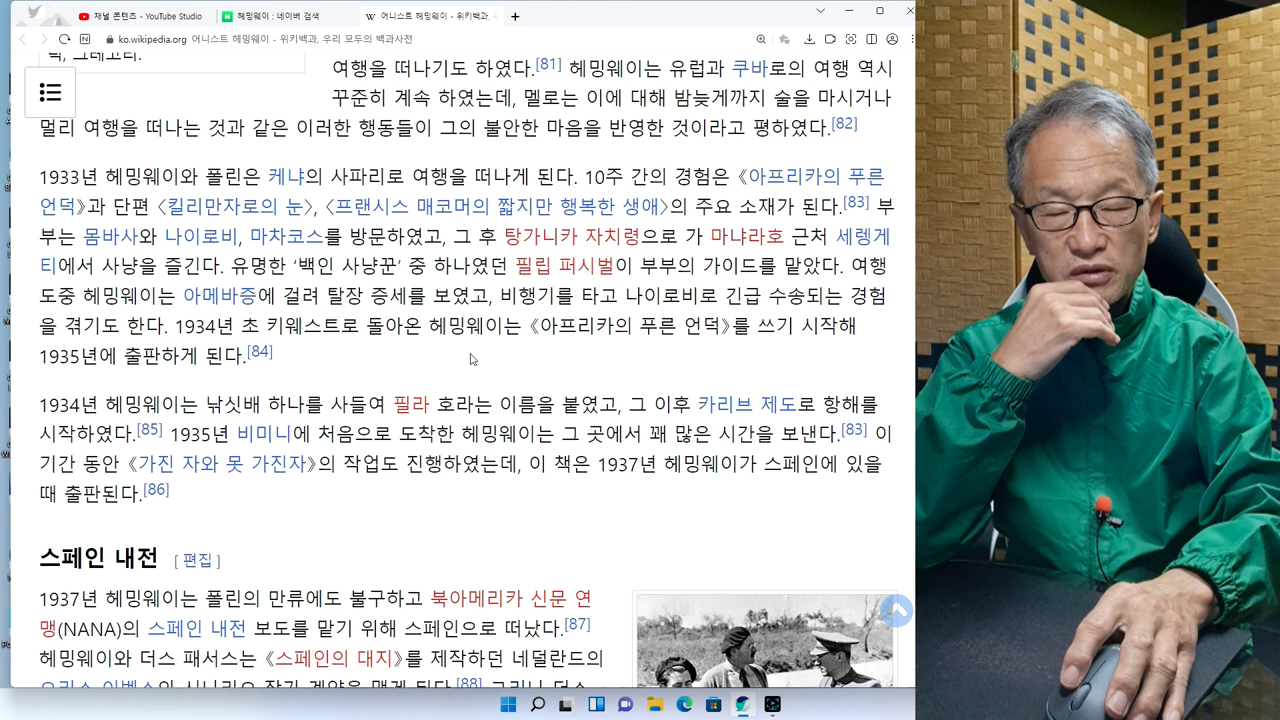 재널 콘텐츠 - YouTube Studio
헤밍웨이 : 네이버 검색
어니스트 헤밍웨이 - 위키백과,
ko.wikipedia.org 어니스트 헤밍웨이 - 위키백과, 우리 모두의 백과사전
여행을 떠나기도 하였다.[81] 헤밍웨이는 유럽과 쿠바로의 여행 역시
꾸준히 계속 하였는데, 멜로는 이에 대해 밤늦게까지 술을 마시거나
멀리 여행을 떠나는 것과 같은 이러한 행동들이 그의 불안한 마음을 반영한 것이라고 평하였다.[82]
1933년 헤밍웨이와 폴린은 케냐의 사파리로 여행을 떠나게 된다. 10주 간의 경험은 《아프리카의 푸른
언덕》과 단편 〈킬리만자로의 눈〉, 〈프랜시스 매코머의 짧지만 행복한 생애〉의 주요 소재가 된다.[83] 부
부는 몸바사와 나이로비, 마차코스를 방문하였고, 그 후 탕가니카 자치령으로 가 마냐라호 근처 세렝게
티에서 사냥을 즐긴다. 유명한 ‘백인 사냥꾼’ 중 하나였던 필립 퍼시벌이 부부의 가이드를 맡았다. 여행
도중 헤밍웨이는 아메바증에 걸려 탈장 증세를 보였고, 비행기를 타고 나이로비로 긴급 수송되는 경험
을 겪기도 한다. 1934년 초 키웨스트로 돌아온 헤밍웨이는 《아프리카의 푸른 언덕》를 쓰기 시작해
1935년에 출판하게 된다.[84]
1934년 헤밍웨이는 낚싯배 하나를 사들여 필라 호라는 이름을 붙였고, 그 이후 카리브 제도로 항해를
시작하였다.[85] 1935년 비미니에 처음으로 도착한 헤밍웨이는 그 곳에서 꽤 많은 시간을 보낸다.[83] 이
기간 동안 《가진 자와 못 가진자》의 작업도 진행하였는데, 이 책은 1937년 헤밍웨이가 스페인에 있을
때 출판된다.[86]
스페인 내전 [ 편집 ]
1937년 헤밍웨이는 폴린의 만류에도 불구하고 북아메리카 신문 연
맹(NANA)의 스페인 내전 보도를 맡기 위해 스페인으로 떠났다.[87]
헤밍웨이와 더스 패서스는 《스페인의 대지》를 제작하던 네덜란드의